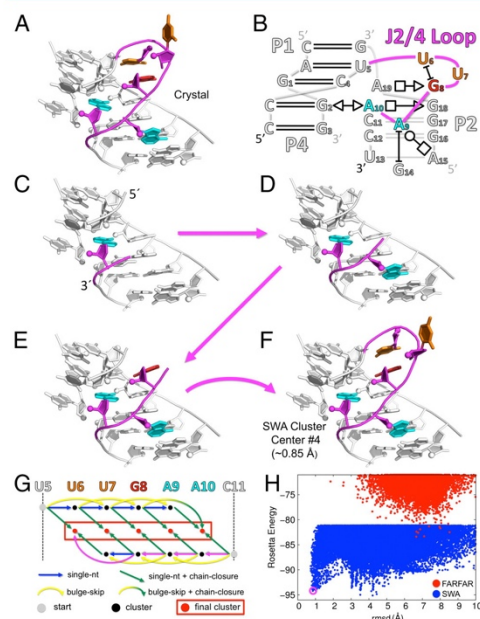 A
Crystal
B
J2/4 Loop
P1
5´
3´
C
G
A
U5
U6
U7
G1
C4
A19
G8
C
G2
A10
G18
C11
G17
P2
5´
C
G3
C12
A9
G16
P4
3´
U13
A15
5´
G14
C
5´
3´
D
E
F
SWA Cluster
Center #4
(~0.85 Å)
G
U5 U6 U7 G8 A9 A10 C11
single-nt
single-nt + chain-closure
bulge-skip
bulge-skip + chain-closure
start
cluster
final cluster
H
Rosetta Energy
-75
-80
-85
-90
-95
FARFAR
SWA
0 1 2 3 4 5 6 7 8 9 10
rmsd (Å)